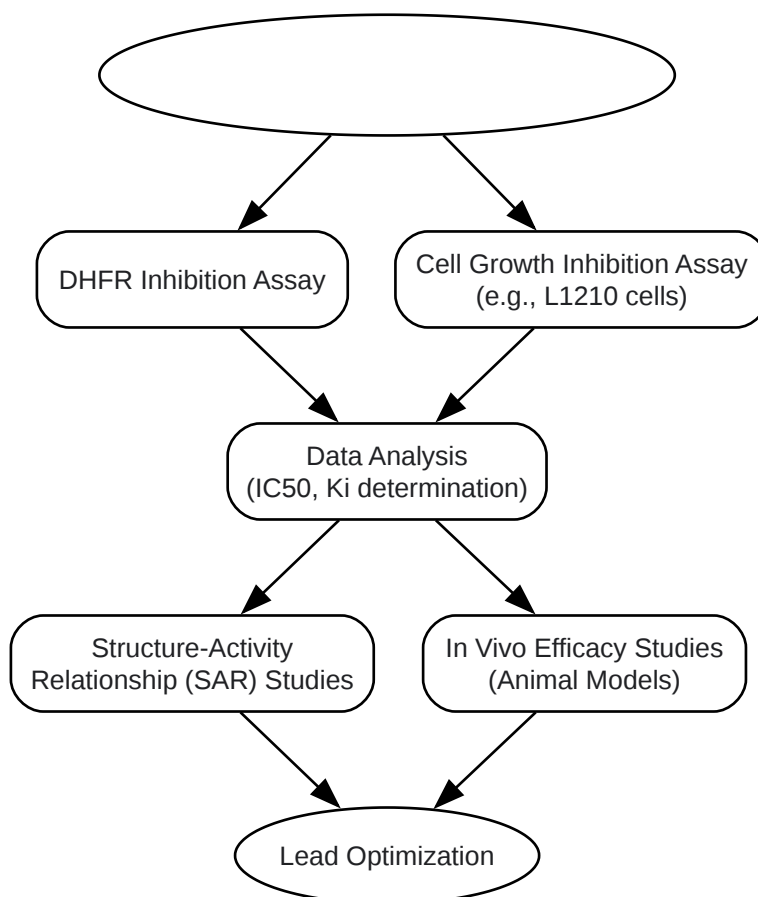 DHFR Inhibition Assay
Cell Growth Inhibition Assay
(e.g., L1210 cells)
Data Analysis
(IC50, Ki determination)
Structure-Activity
Relationship (SAR) Studies
In Vivo Efficacy Studies
(Animal Models)
Lead Optimization